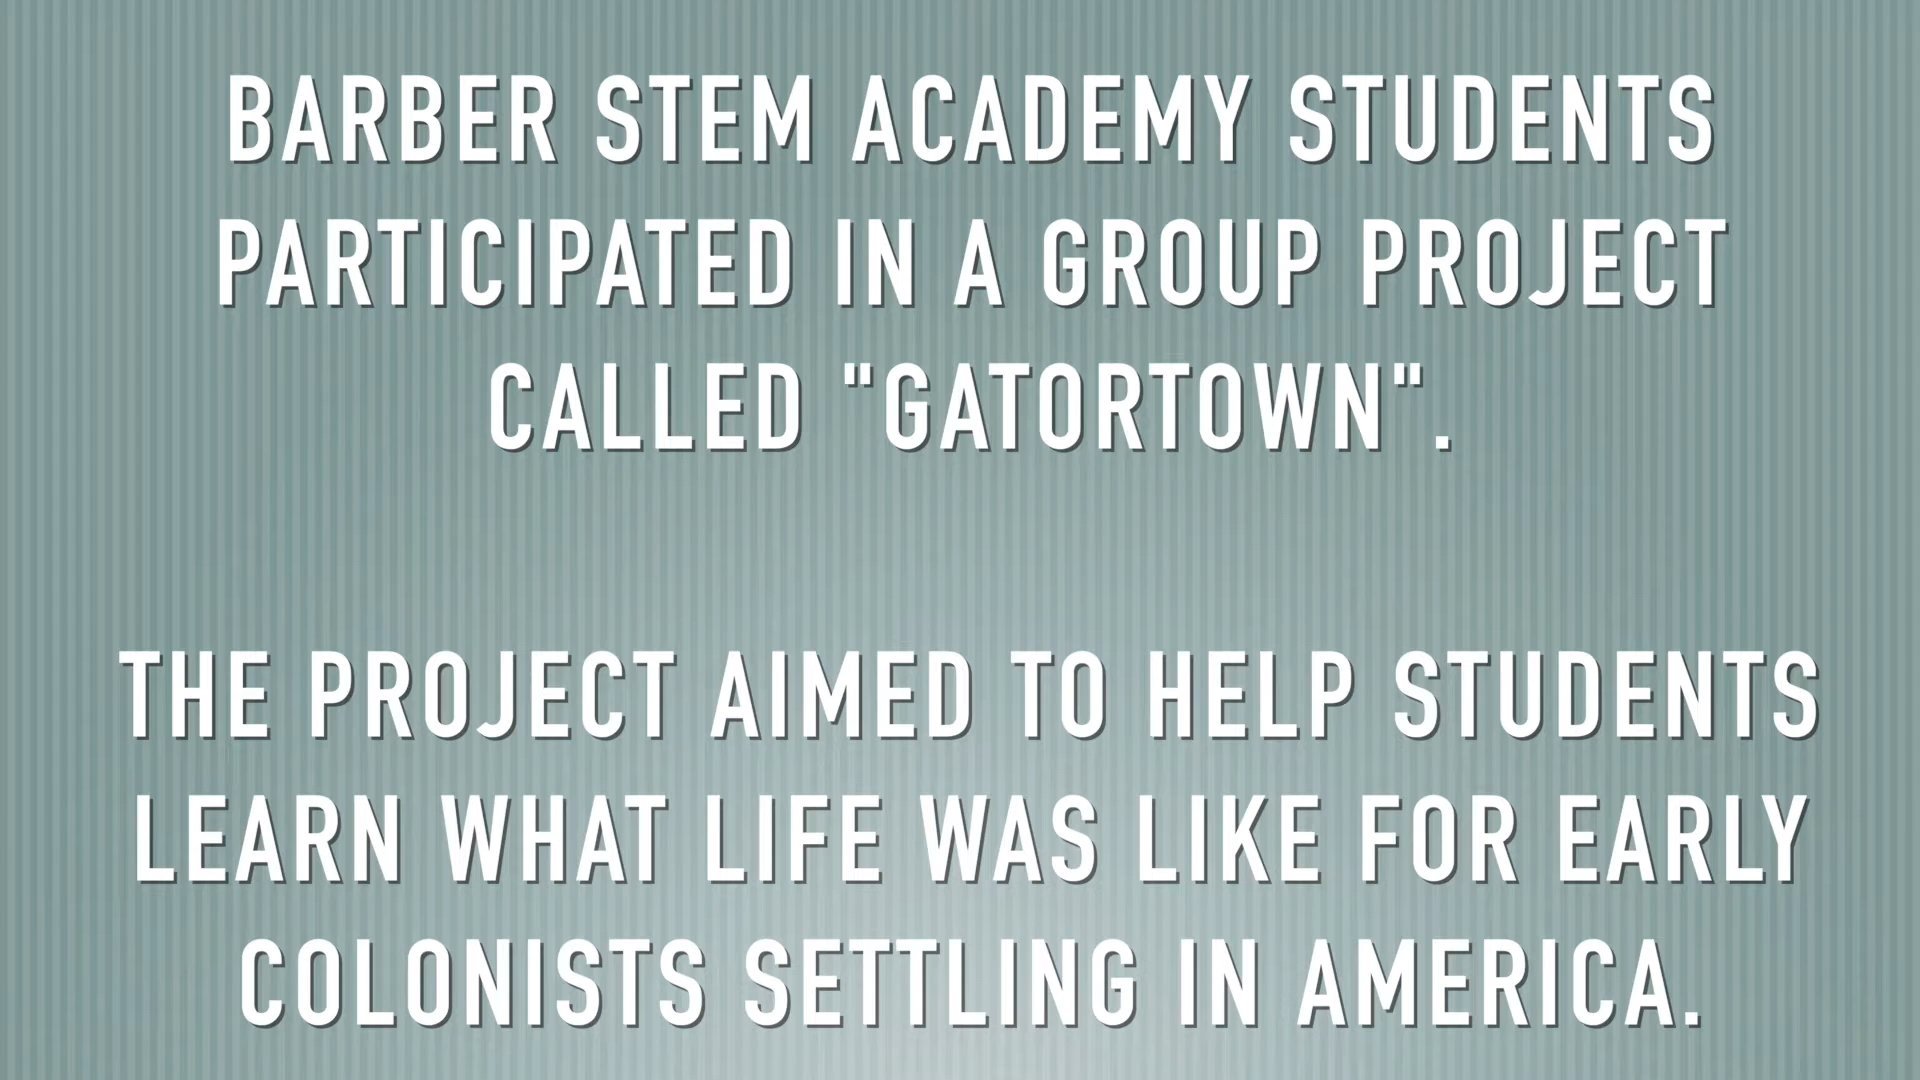 BARBER STEM ACADEMY STUDENTS
PARTICIPATED IN A GROUP PROJECT
CALLED "GATORTOWN".
THE PROJECT AIMED TO HELP STUDENTS
LEARN WHAT LIFE WAS LIKE FOR EARLY
COLONISTS SETTLING IN AMERICA.